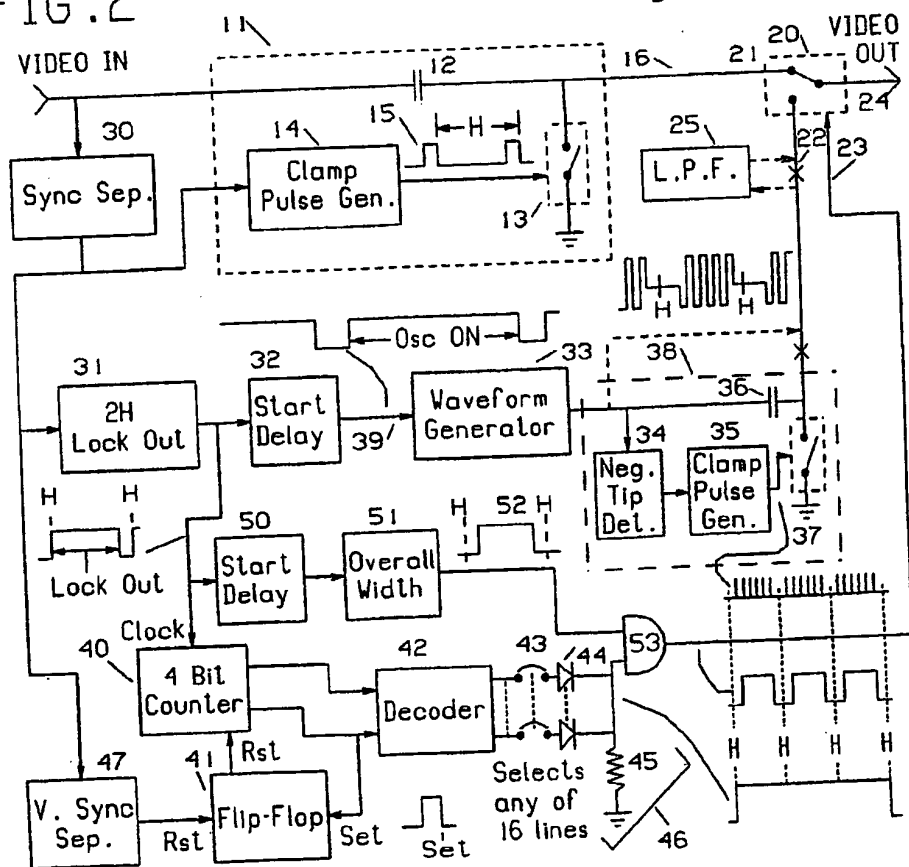 FIG.2
11
20
VIDEO
OUT
VIDEO IN
12
16
21
24
30
14
15
H
25
22
23
Sync Sep.
Clamp
Pulse Gen.
13
L.P.F.
H
H
Osc ON
33
38
31
32
36
2H
Lock Out
Start
Delay
39
Waveform
Generator
34
35
Neg.
Tip
Det.
Clamp
Pulse
Gen.
37
H
H
50
51
H
52
H
Lock Out
Start
Delay
Overall
Width
Clock
40
42
43
44
53
4 Bit
Counter
Decoder
H
H
H
H
47
41
Rst
45
Selects
any of
16 lines
V. Sync
Sep.
Rst
Flip-Flop
Set
Set
46